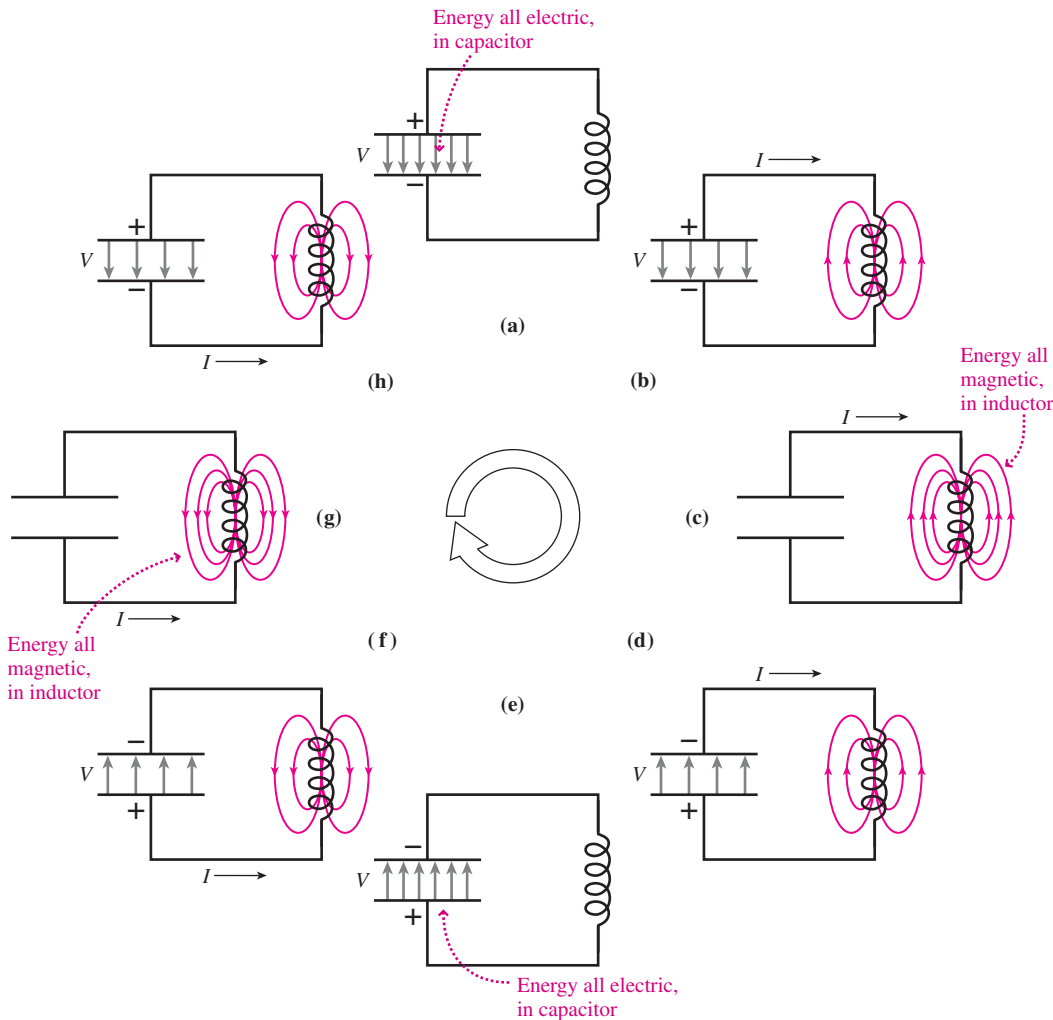 Energy all electric,
in capacitor
+
V
−
(a)
I
+
V
−
(b)
Energy all
magnetic,
in inductor
I
(c)
I
−
V
+
(d)
−
V
+
(e)
Energy all electric,
in capacitor
−
V
+
I
(f)
I
(g)
Energy all
magnetic,
in inductor
+
V
−
I
(h)